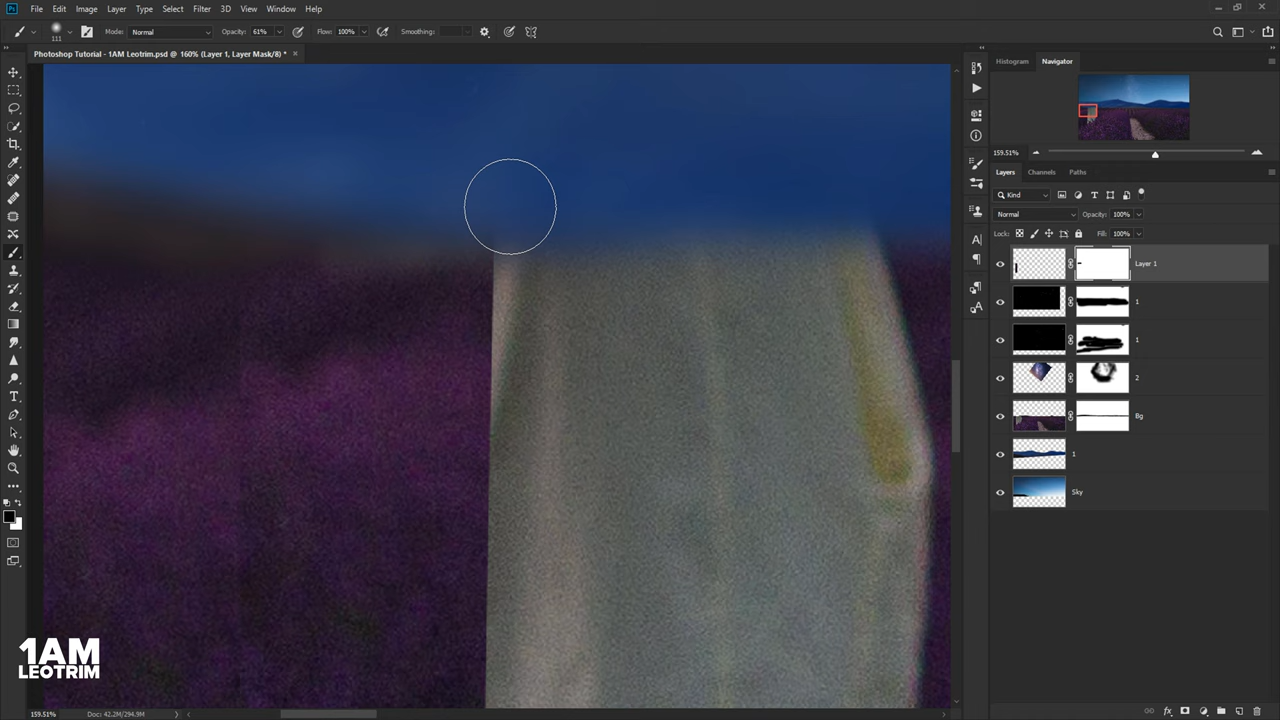 Ps File Edit Image Layer Type Select Filter 3D View Window Help
111 Mode: Normal Opacity: 61% Flow: 100% Smoothing:
Photoshop Tutorial - 1AM Leotrim.psd @ 160% (Layer 1, Layer Mask/8) * ×
Histogram Navigator
159.51%
Layers Channels Paths
Kind
Normal Opacity: 100%
Lock: Fill: 100%
Layer 1
1
1
2
Bg
1
Sky
1AM
LEOTRIM
159.51% Doc: 42.2M/294.9M